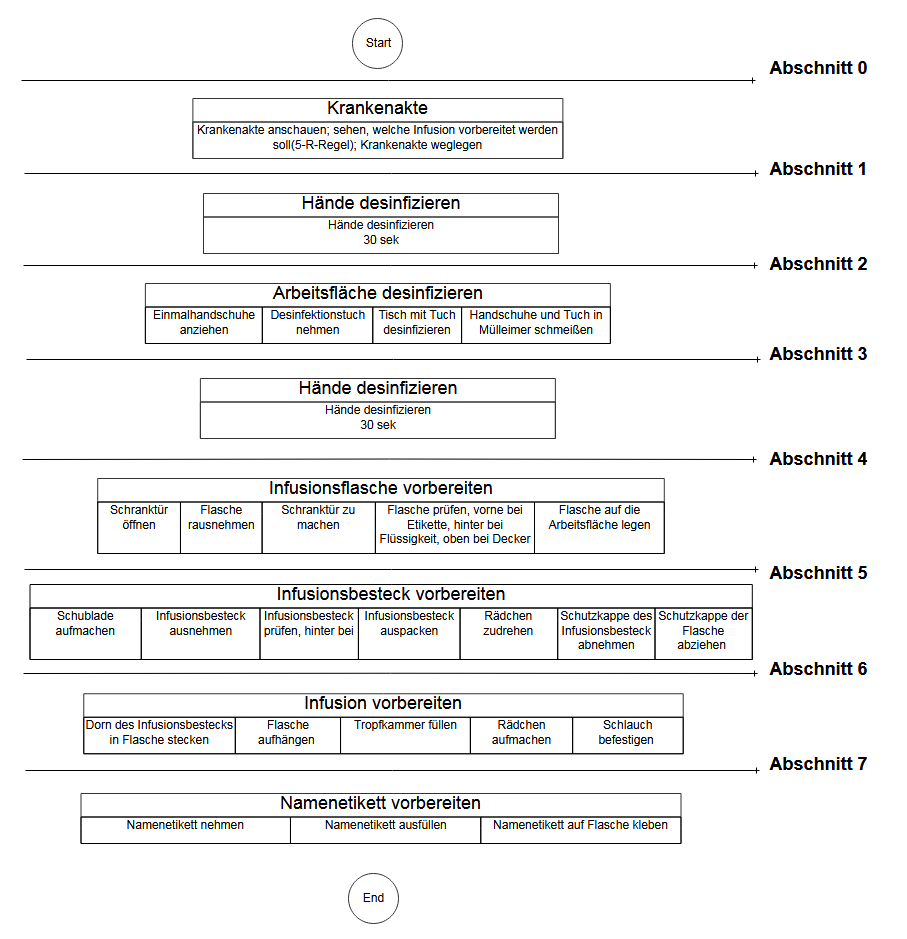 Start
Abschnitt 0
Krankenakte
Krankenakte anschauen; sehen, welche Infusion vorbereitet werden
soll(5-R-Regel); Krankenakte weglegen
Abschnitt 1
Hände desinfizieren
Hände desinfizieren
30 sek
Abschnitt 2
Arbeitsfläche desinfizieren
Einmalhandschuhe
anziehen
Desinfektionstuch
nehmen
Tisch mit Tuch
desinfizieren
Handschuhe und Tuch in
Mülleimer schmeißen
Abschnitt 3
Hände desinfizieren
Hände desinfizieren
30 sek
Abschnitt 4
Infusionsflasche vorbereiten
Schranktür
öffnen
Flasche
rausnehmen
Schranktür zu
machen
Flasche prüfen, vorne bei
Etikette, hinter bei
Flüssigkeit, oben bei Decker
Flasche auf die
Arbeitsfläche legen
Abschnitt 5
Infusionsbesteck vorbereiten
Schublade
aufmachen
Infusionsbesteck
ausnehmen
Infusionsbesteck
prüfen, hinter bei
Infusionsbesteck
auspacken
Rädchen
zudrehen
Schutzkappe des
Infusionsbesteck
abnehmen
Schutzkappe der
Flasche
abziehen
Abschnitt 6
Infusion vorbereiten
Dorn des Infusionsbestecks
in Flasche stecken
Flasche
aufhängen
Tropfkammer füllen
Rädchen
aufmachen
Schlauch
befestigen
Abschnitt 7
Namenetikett vorbereiten
Namenetikett nehmen
Namenetikett ausfüllen
Namenetikett auf Flasche kleben
End